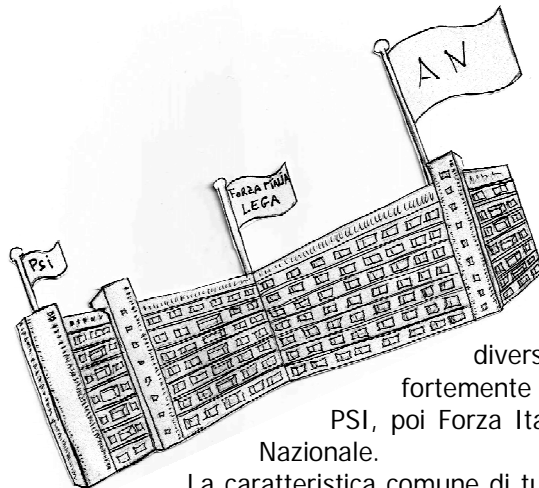 AN
FORZA ITALIA
LEGA
Psi
divers
fortemente
PSI, poi Forza Ita
Nazionale.
La caratteristica comune di tu